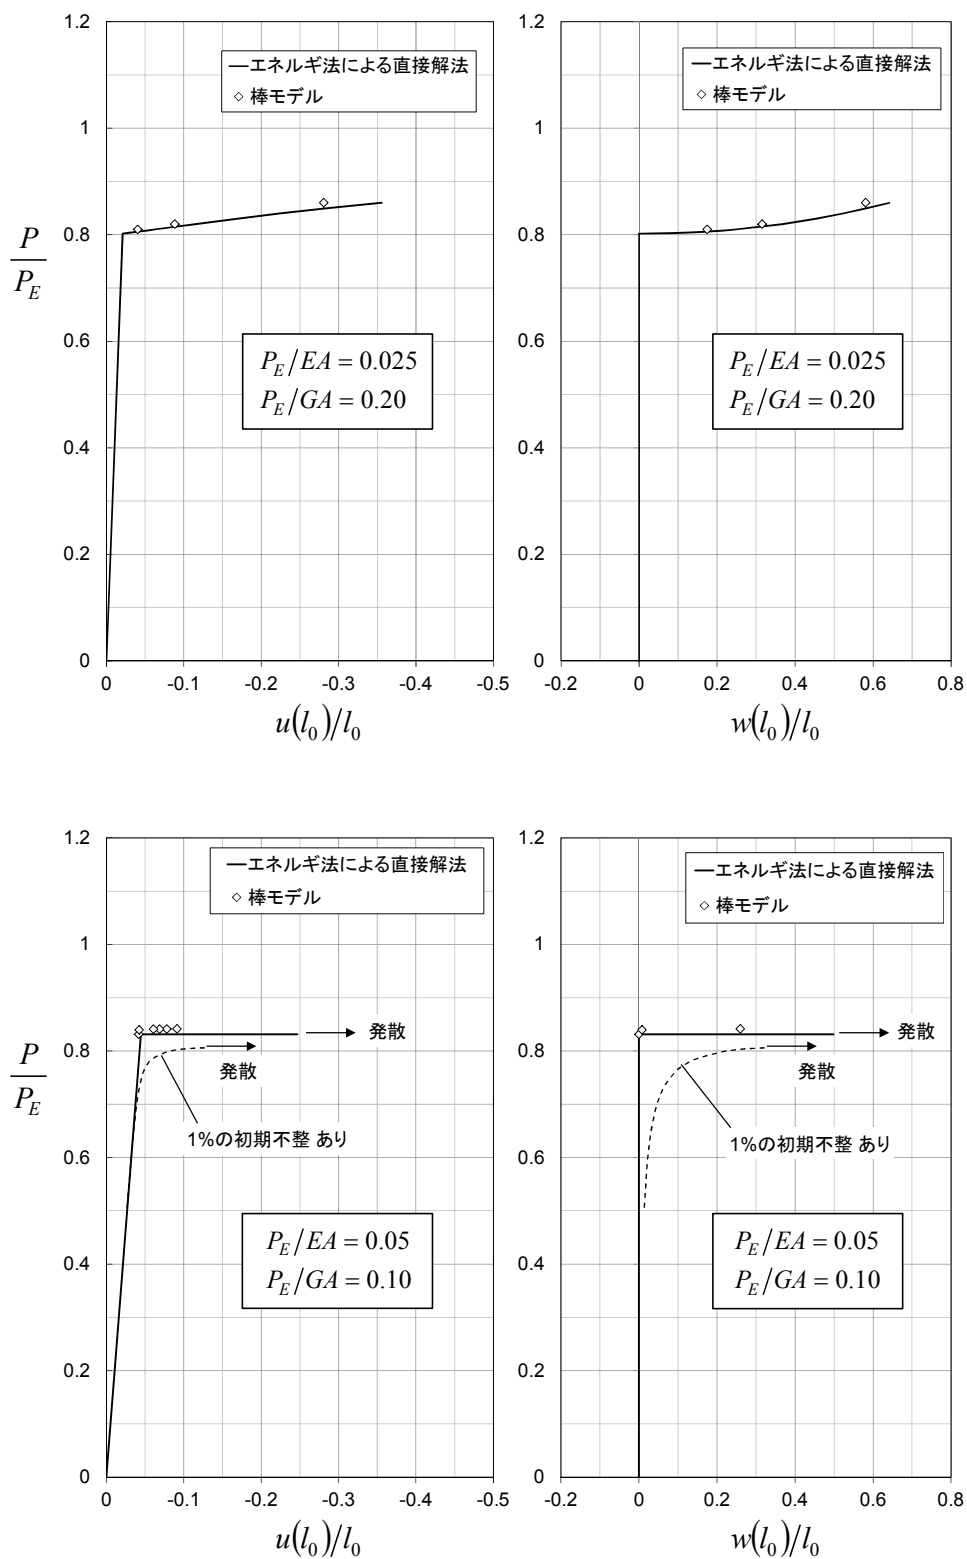 1.2
1
0.8
0.6
0.4
0.2
0
P/P_E
エネルギ法による直接解法
棒モデル
P_E/EA = 0.025
P_E/GA = 0.20
0 -0.1 -0.2 -0.3 -0.4 -0.5
u(l_0)/l_0
1.2
1
0.8
0.6
0.4
0.2
0
エネルギ法による直接解法
棒モデル
P_E/EA = 0.025
P_E/GA = 0.20
-0.2 0 0.2 0.4 0.6 0.8
w(l_0)/l_0
1.2
1
0.8
0.6
0.4
0.2
0
P/P_E
エネルギ法による直接解法
棒モデル
発散
発散
1%の初期不整 あり
P_E/EA = 0.05
P_E/GA = 0.10
0 -0.1 -0.2 -0.3 -0.4 -0.5
u(l_0)/l_0
1.2
1
0.8
0.6
0.4
0.2
0
エネルギ法による直接解法
棒モデル
発散
発散
1%の初期不整 あり
P_E/EA = 0.05
P_E/GA = 0.10
-0.2 0 0.2 0.4 0.6 0.8
w(l_0)/l_0